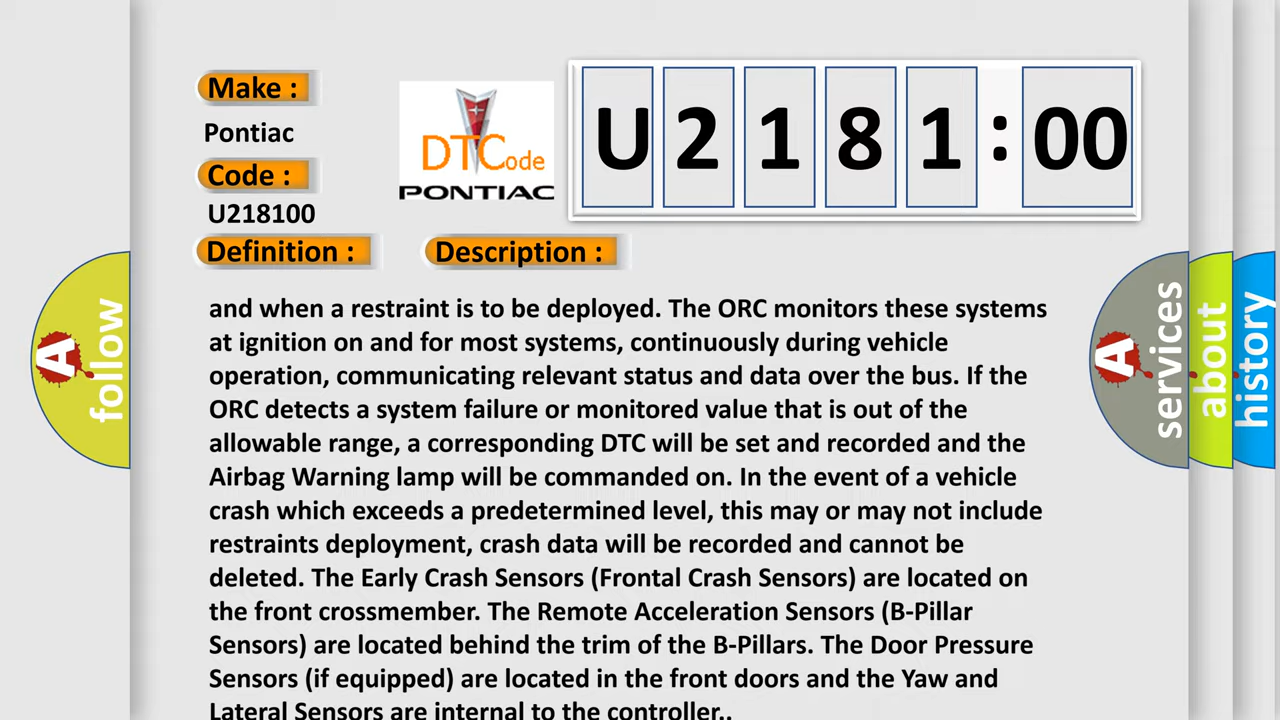 Make :
Pontiac
Code :
U218100
Definition :
Description :
DTCode
PONTIAC
U2181:00
and when a restraint is to be deployed. The ORC monitors these systems
at ignition on and for most systems, continuously during vehicle
operation, communicating relevant status and data over the bus. If the
ORC detects a system failure or monitored value that is out of the
allowable range, a corresponding DTC will be set and recorded and the
Airbag Warning lamp will be commanded on. In the event of a vehicle
crash which exceeds a predetermined level, this may or may not include
restraints deployment, crash data will be recorded and cannot be
deleted. The Early Crash Sensors (Frontal Crash Sensors) are located on
the front crossmember. The Remote Acceleration Sensors (B-Pillar
Sensors) are located behind the trim of the B-Pillars. The Door Pressure
Sensors (if equipped) are located in the front doors and the Yaw and
Lateral Sensors are internal to the controller..
A
follow
A
services
about
history